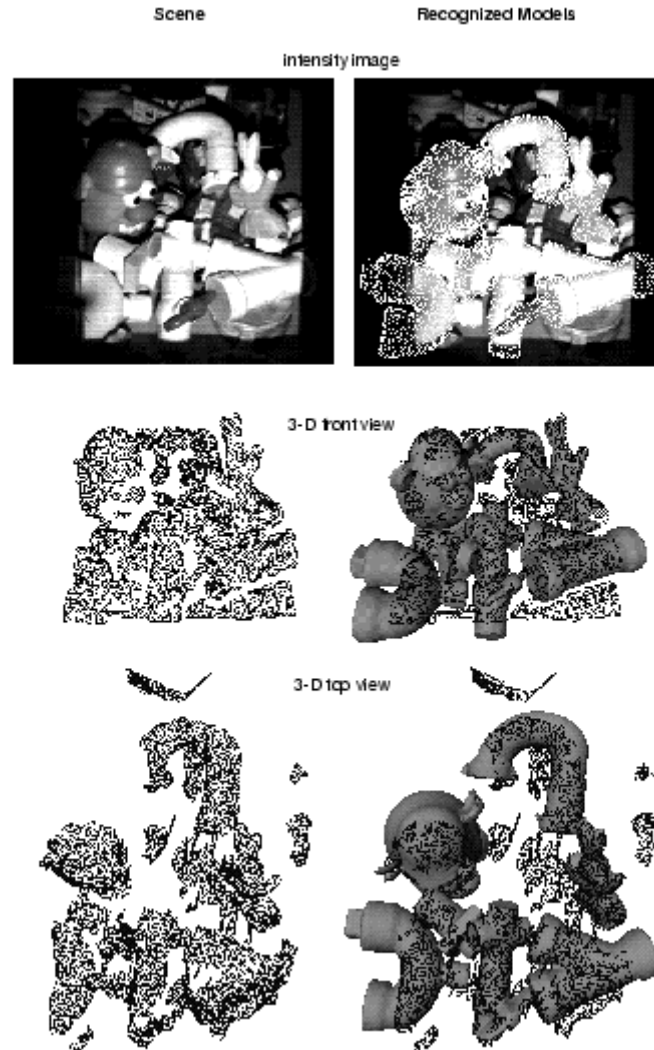 Scene
Recognized Models
intensity image
3-D front view
3-D top view